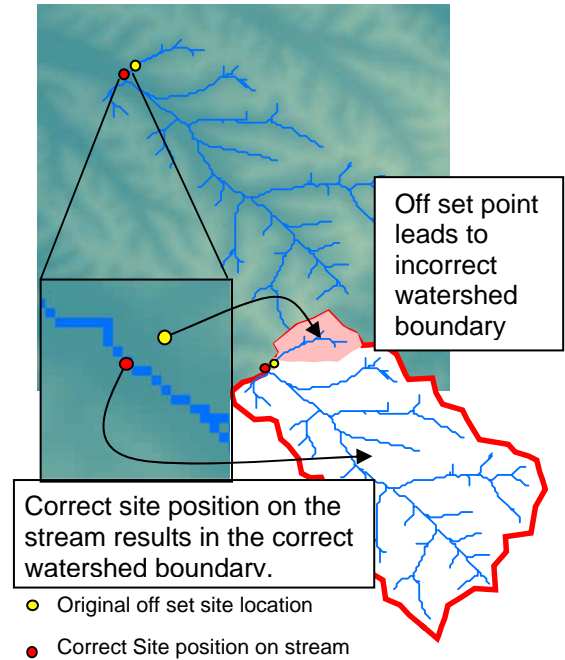 Off set point
leads to
incorrect
watershed
boundary
Correct site position on the
stream results in the correct
watershed boundary.
Original off set site location
Correct Site position on stream